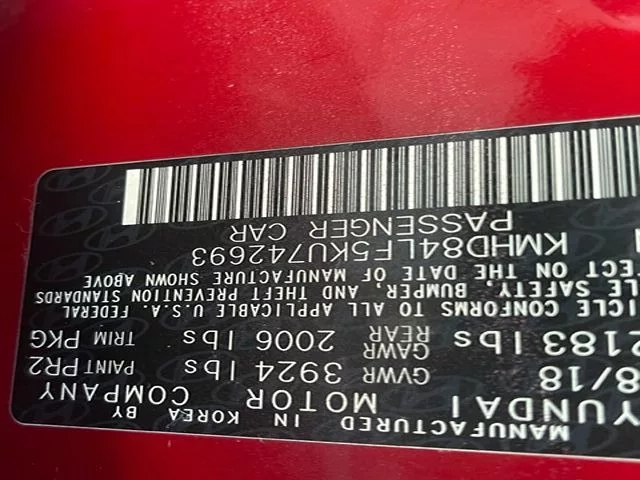 IN KOREA BY
YUNDAI MOTOR COMPANY
8/18 GVWR 3924 lbs PAINT PR2
2183 lbs GAWR REAR 2006 lbs TRIM PKG
ICLE CONFORMS TO ALL APPLICABLE U.S.A. FEDERAL
LE SAFETY, BUMPER, AND THEFT PREVENTION STANDARDS
ECT ON THE DATE OF MANUFACTURE SHOWN ABOVE
KMHD84LF5KU742693
PASSENGER CAR